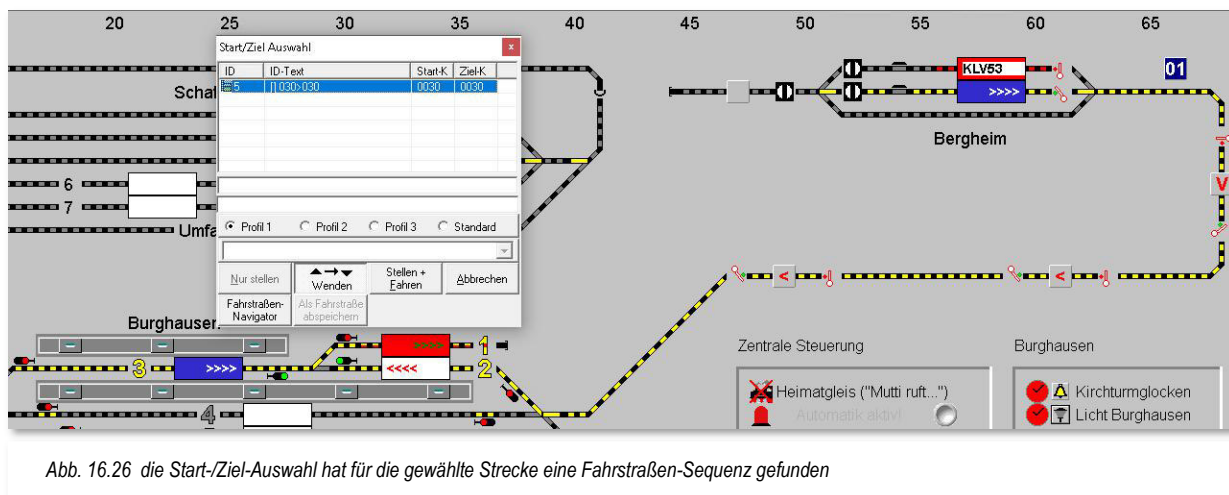 20 25 30 35 40 45 50 55 60 65
Start/Ziel Auswahl x
ID ID-Text Start-K Ziel-K
5 ∏ 030>030 0030 0030
KLV53
01
>>>>
Bergheim
Schat
6
7
Umfa
V
Profil 1 Profil 2 Profil 3 Standard
Nur stellen Wenden Stellen + Fahren Abbrechen
Fahrstraßen-Navigator Als Fahrstraße abspeichern
< <
Burghausen
>>>> 1
3 >>>> <<<< 2
4
Zentrale Steuerung
Burghausen
Heimatgleis ("Mutti ruft...")
Kirchturmglocken
Automatik aktiv!
Licht Burghausen
Abb. 16.26 die Start-/Ziel-Auswahl hat für die gewählte Strecke eine Fahrstraßen-Sequenz gefunden